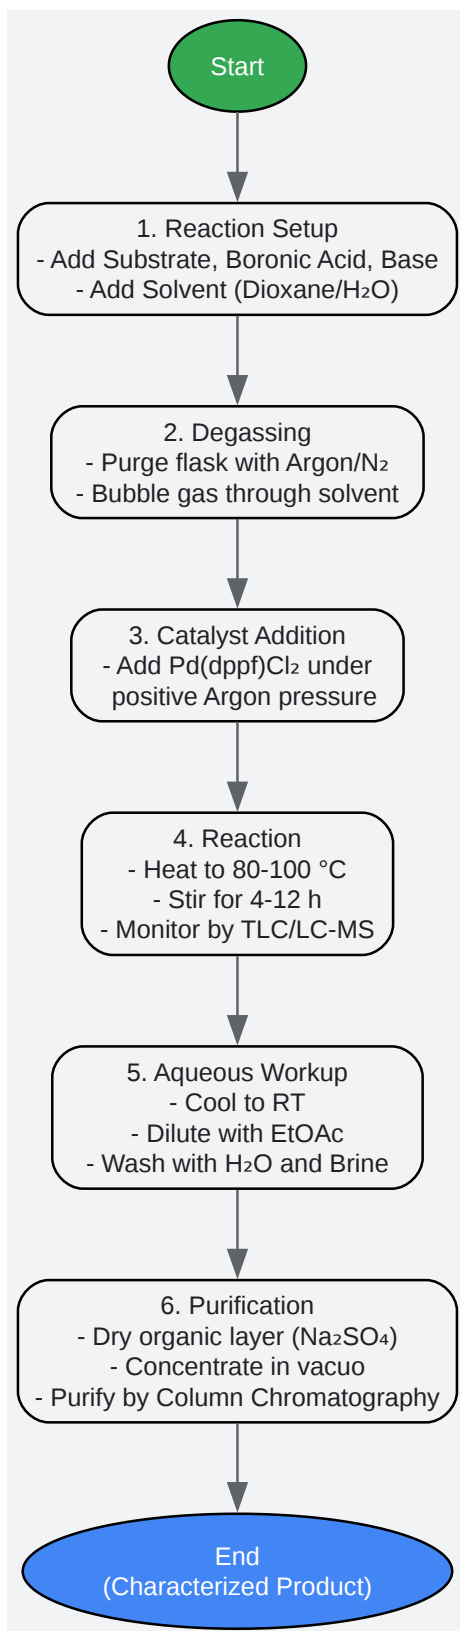 Start
1. Reaction Setup
- Add Substrate, Boronic Acid, Base
- Add Solvent (Dioxane/H₂O)
2. Degassing
- Purge flask with Argon/N₂
- Bubble gas through solvent
3. Catalyst Addition
- Add Pd(dppf)Cl₂ under
positive Argon pressure
4. Reaction
- Heat to 80-100 °C
- Stir for 4-12 h
- Monitor by TLC/LC-MS
5. Aqueous Workup
- Cool to RT
- Dilute with EtOAc
- Wash with H₂O and Brine
6. Purification
- Dry organic layer (Na₂SO₄)
- Concentrate in vacuo
- Purify by Column Chromatography
End
(Characterized Product)